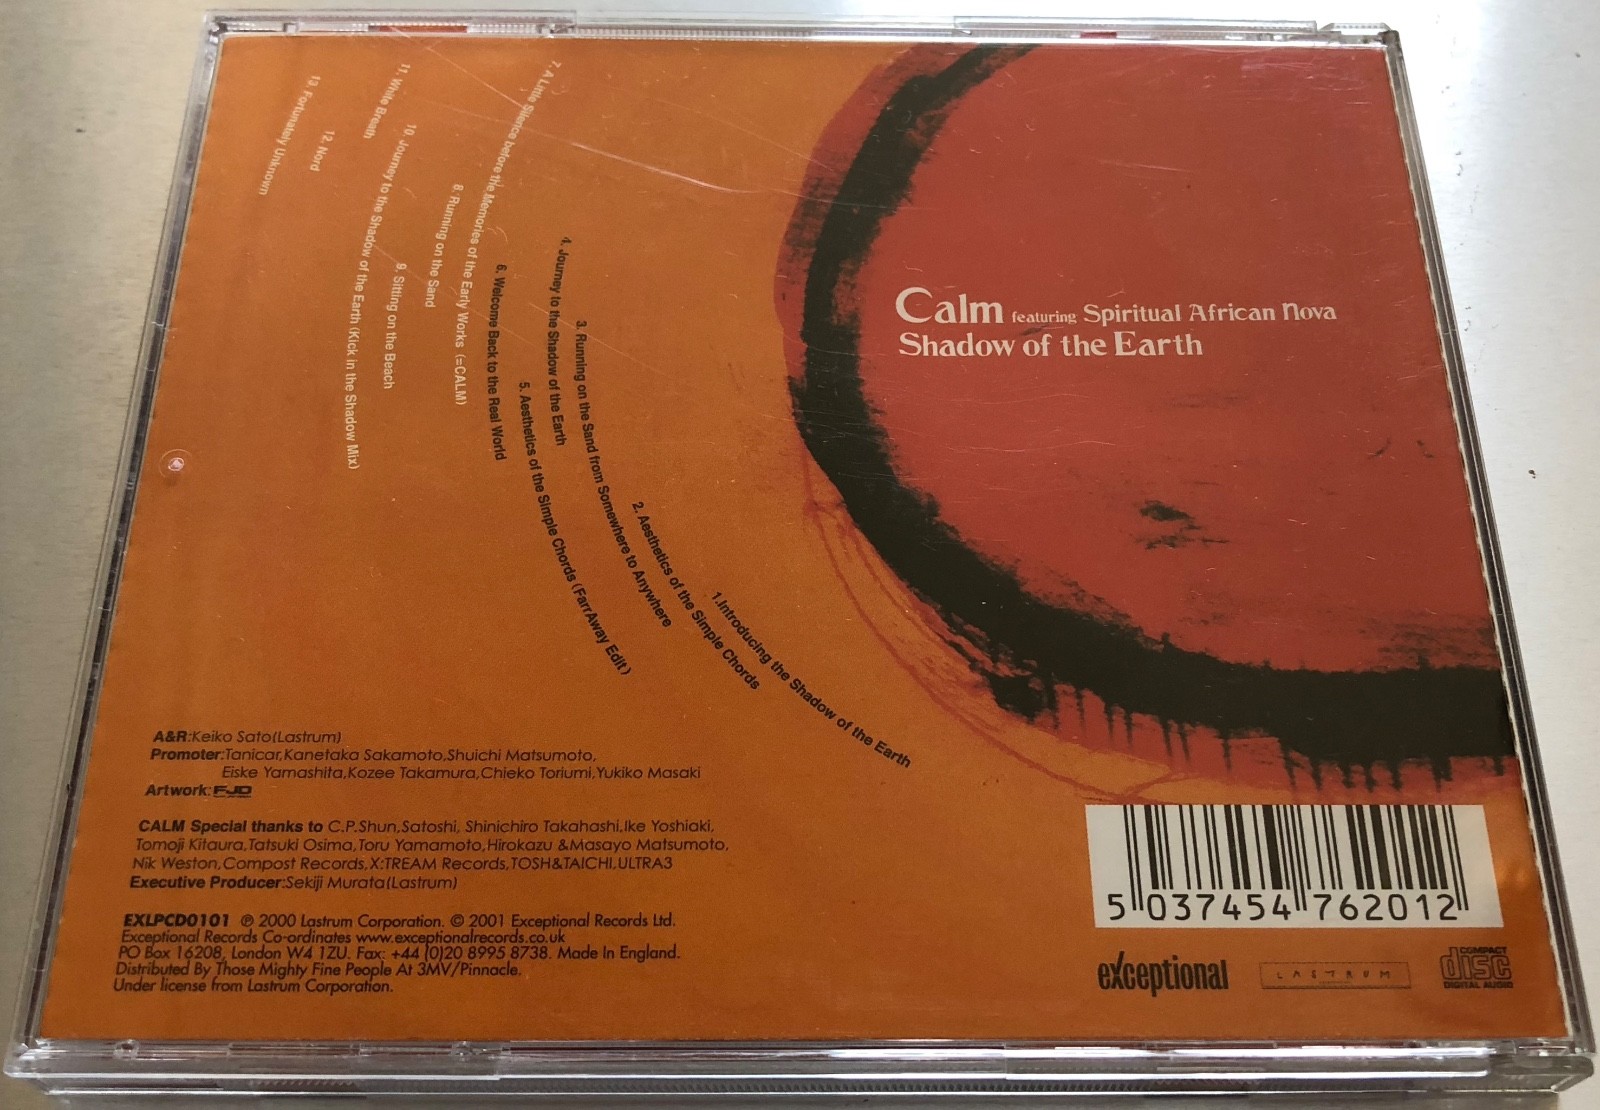 Calm featuring Spiritual African Nova
Shadow of the Earth
1.Introducing the Shadow of the Earth
2. Aesthetics of the Simple Chords
3. Running on the Sand from Somewhere to Anywhere
4. Journey to the Shadow of the Earth
5. Aesthetics of the Simple Chords (FarrAway Edit)
6. Welcome Back to the Real World
7. A Little Silence before the Memories of the Early Works (=CALM)
8. Running on the Sand
9. Sitting on the Beach
10. Journey to the Shadow of the Earth (Kick in the Shadow Mix)
11. White Breath
12. Nord
13. Fortunately Unknown
A&R:Keiko Sato(Lastrum)
Promoter:Tanicar,Kanetaka Sakamoto,Shuichi Matsumoto,
Eiske Yamashita,Kozee Takamura,Chieko Toriumi,Yukiko Masaki
Artwork:FJD
CALM Special thanks to C.P.Shun,Satoshi, Shinichiro Takahashi,Ike Yoshiaki,
Tomoji Kitaura,Tatsuki Osima,Toru Yamamoto,Hirokazu &Masayo Matsumoto,
Nik Weston,Compost Records,X:TREAM Records,TOSH&TAICHI,ULTRA3
Executive Producer:Sekiji Murata(Lastrum)
EXLPCD0101 ℗ 2000 Lastrum Corporation. © 2001 Exceptional Records Ltd.
Exceptional Records Co-ordinates www.exceptionalrecords.co.uk
PO Box 16208, London W4 1ZU. Fax: +44 (0)20 8995 8738. Made In England.
Distributed By Those Mighty Fine People At 3MV/Pinnacle.
Under license from Lastrum Corporation.
5 037454 762012
exceptional
LASTRUM
COMPACT
disc
DIGITAL AUDIO